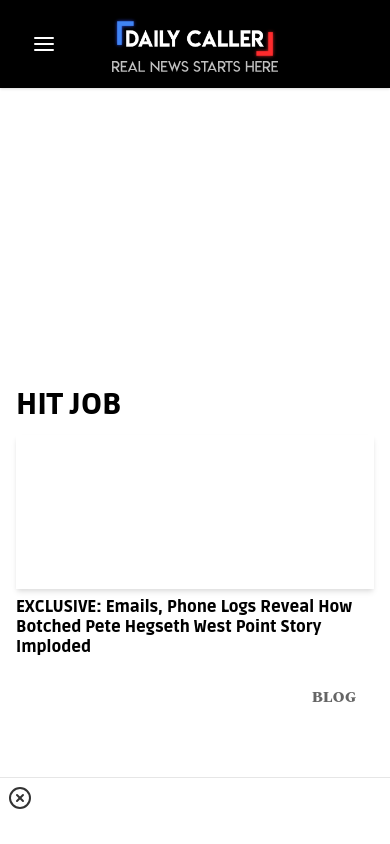 DAILY CALLER
REAL NEWS STARTS HERE
HIT JOB
EXCLUSIVE: Emails, Phone Logs Reveal How
Botched Pete Hegseth West Point Story
Imploded
BLOG